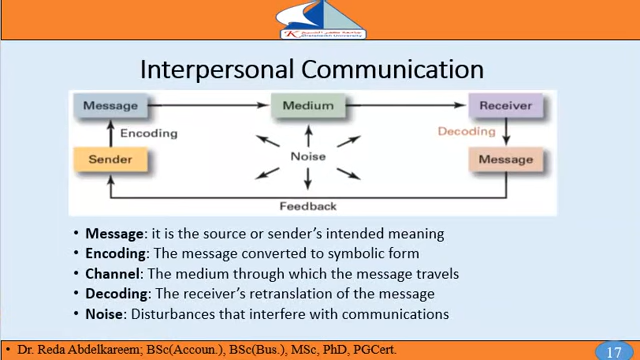 Interpersonal Communication
Message
Medium
Receiver
Encoding
Decoding
Sender
Noise
Message
Feedback
• Message: it is the source or sender's intended meaning
• Encoding: The message converted to symbolic form
• Channel: The medium through which the message travels
• Decoding: The receiver's retranslation of the message
• Noise: Disturbances that interfere with communications
• Dr. Reda Abdelkareem; BSc(Accoun.), BSc(Bus.), MSc, PhD, PGCert.
17